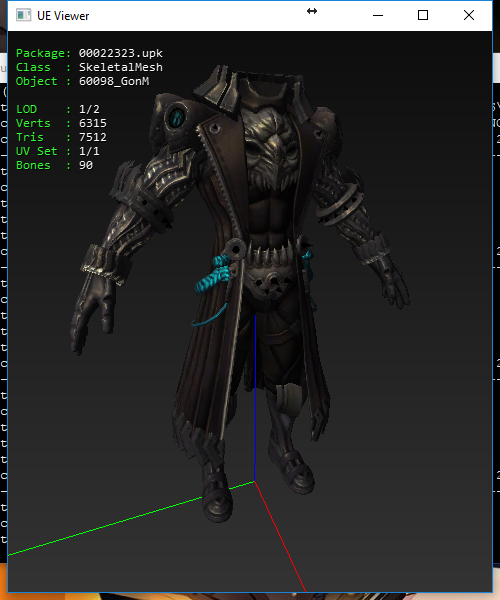 UE Viewer
Package: 00022323.upk
Class : SkeletalMesh
Object : 60098_GonM
LOD : 1/2
Verts : 6315
Tris : 7512
UV Set : 1/1
Bones : 90